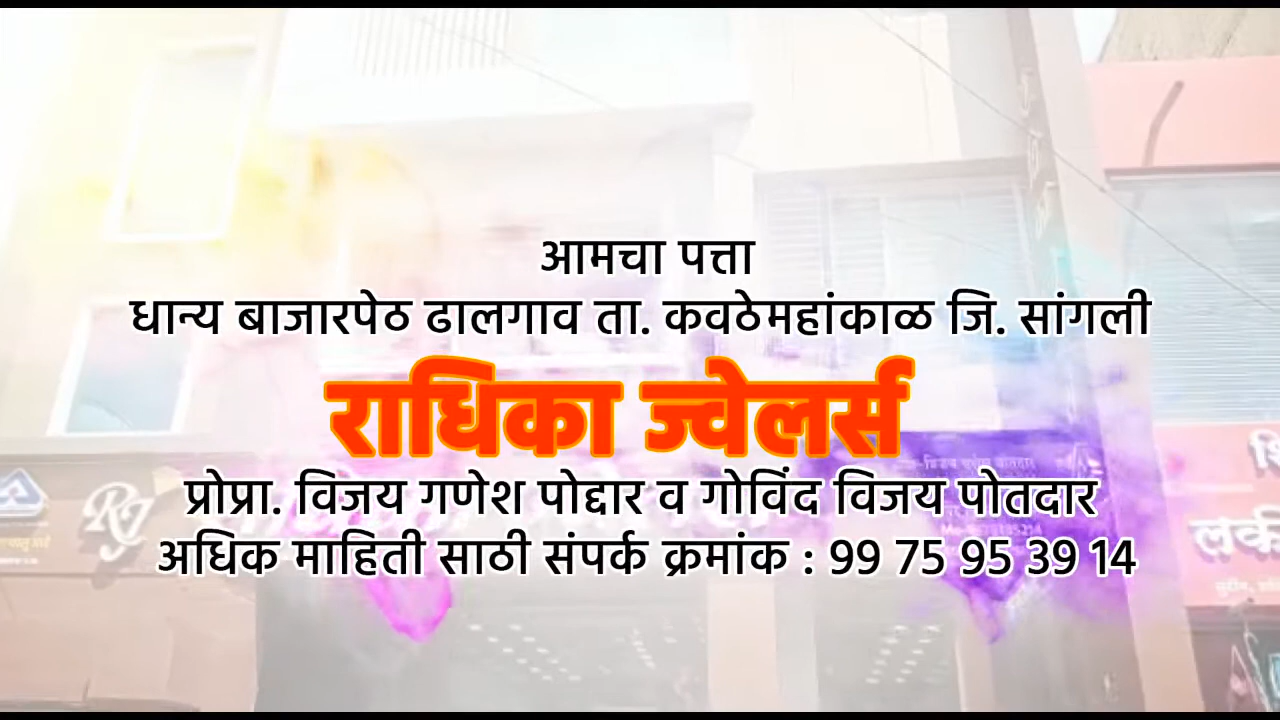 आमचा पत्ता
धान्य बाजारपेठ ढालगाव ता. कवठेमहांकाळ जि. सांगली
राधिका ज्वेलर्स
प्रोप्रा. विजय गणेश पोद्दार व गोविंद विजय पोतदार
अधिक माहिती साठी संपर्क क्रमांक : 99 75 95 39 14
RJ